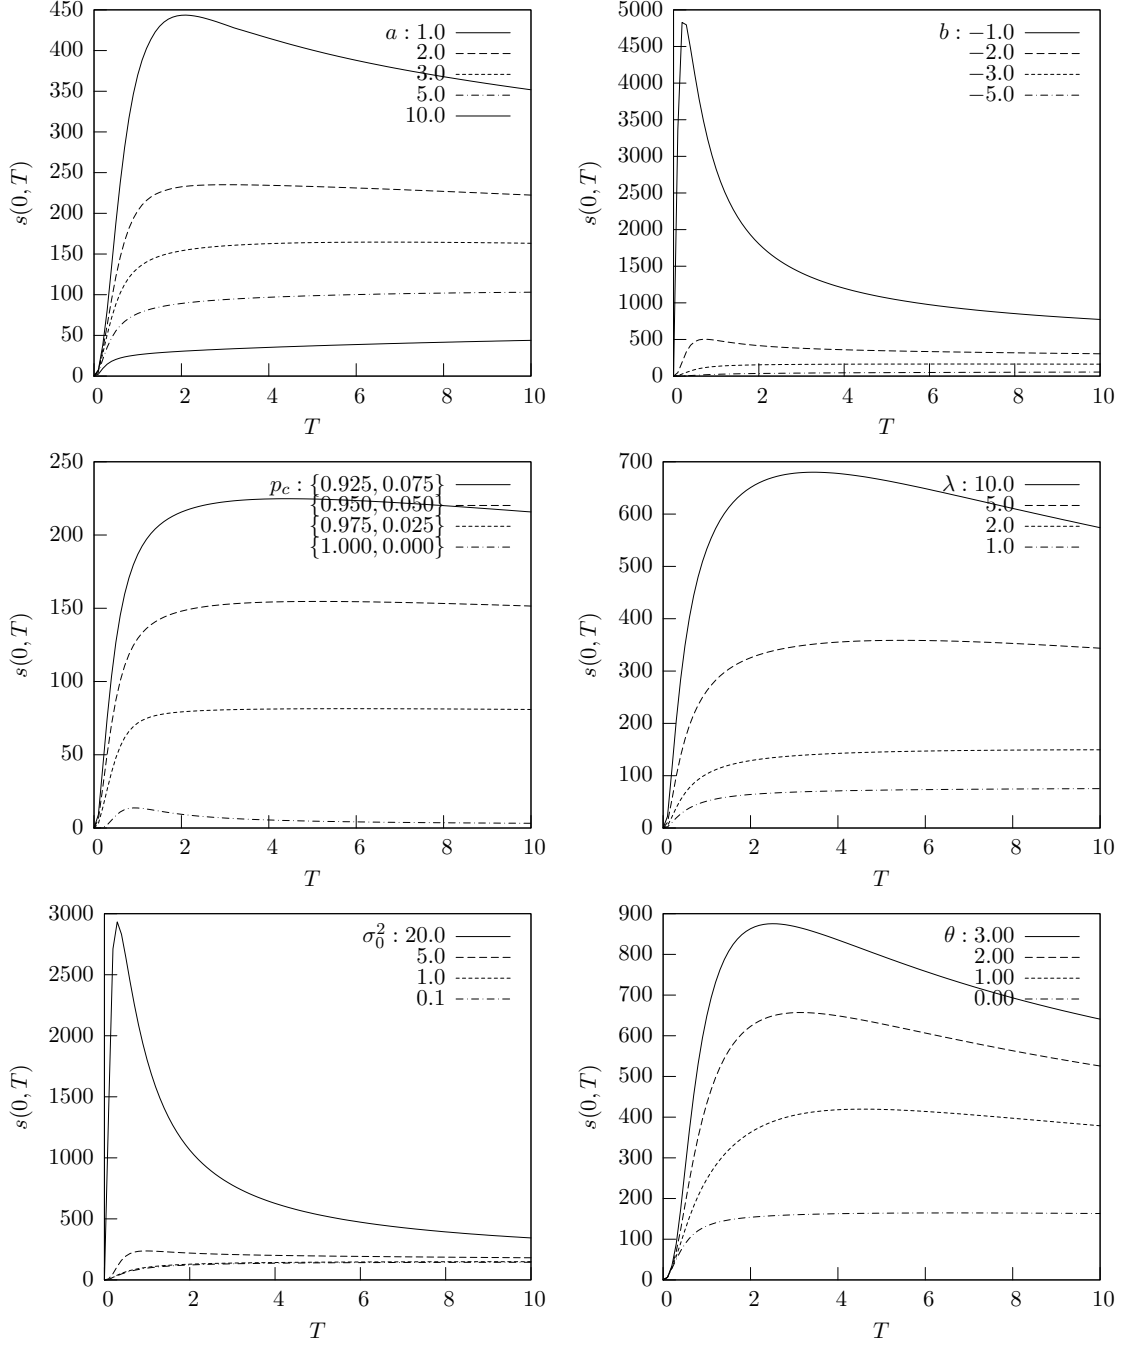 450
400
350
300
250
200
150
100
50
0
s(0, T)
a : 1.0
2.0
3.0
5.0
10.0
0 2 4 6 8 10
T
5000
4500
4000
3500
3000
2500
2000
1500
1000
500
0
s(0, T)
b : −1.0
−2.0
−3.0
−5.0
0 2 4 6 8 10
T
250
200
150
100
50
0
s(0, T)
p_c : {0.925, 0.075}
{0.950, 0.050}
{0.975, 0.025}
{1.000, 0.000}
0 2 4 6 8 10
T
700
600
500
400
300
200
100
0
s(0, T)
λ : 10.0
5.0
2.0
1.0
0 2 4 6 8 10
T
3000
2500
2000
1500
1000
500
0
s(0, T)
σ₀² : 20.0
5.0
1.0
0.1
0 2 4 6 8 10
T
900
800
700
600
500
400
300
200
100
0
s(0, T)
θ : 3.00
2.00
1.00
0.00
0 2 4 6 8 10
T